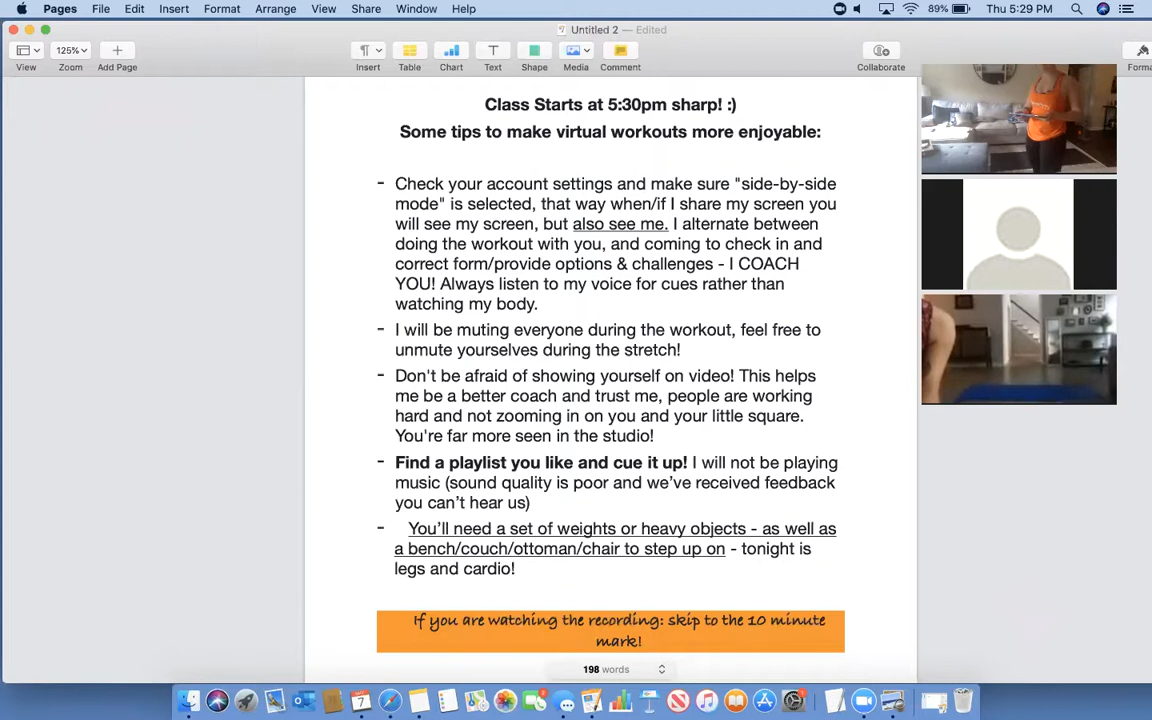 Pages File Edit Insert Format Arrange View Share Window Help 89% Thu 5:29 PM
Untitled 2 — Edited
125%
View Zoom Add Page Insert Table Chart Text Shape Media Comment Collaborate
Class Starts at 5:30pm sharp! :)
Some tips to make virtual workouts more enjoyable:
- Check your account settings and make sure "side-by-side
mode" is selected, that way when/if I share my screen you
will see my screen, but also see me. I alternate between
doing the workout with you, and coming to check in and
correct form/provide options & challenges - I COACH
YOU! Always listen to my voice for cues rather than
watching my body.
- I will be muting everyone during the workout, feel free to
unmute yourselves during the stretch!
- Don't be afraid of showing yourself on video! This helps
me be a better coach and trust me, people are working
hard and not zooming in on you and your little square.
You're far more seen in the studio!
- Find a playlist you like and cue it up! I will not be playing
music (sound quality is poor and we've received feedback
you can't hear us)
- You'll need a set of weights or heavy objects - as well as
a bench/couch/ottoman/chair to step up on - tonight is
legs and cardio!
If you are watching the recording: skip to the 10 minute
mark!
198 words